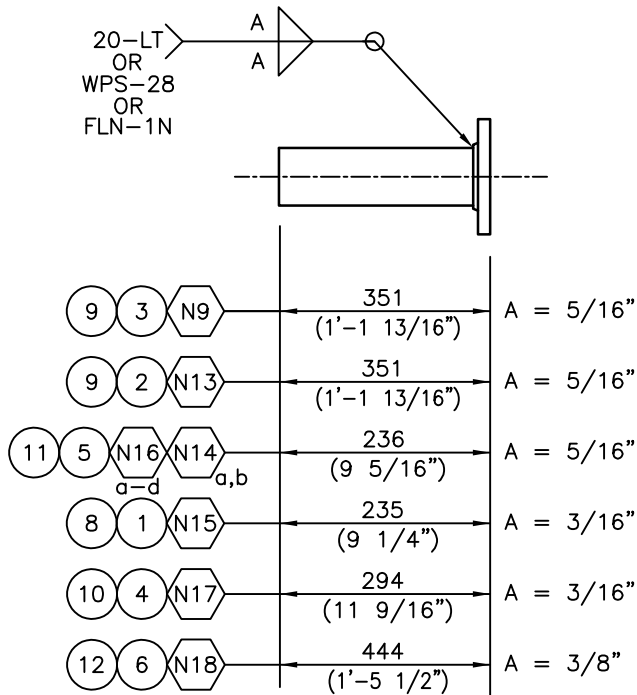 A
20-LT
A
OR
WPS-28
OR
FLN-1N
9 3 N9 351 A = 5/16"
(1'-1 13/16")
9 2 N13 351 A = 5/16"
(1'-1 13/16")
11 5 N16 N14 236 A = 5/16"
a-d a,b (9 5/16")
8 1 N15 235 A = 3/16"
(9 1/4")
10 4 N17 294 A = 3/16"
(11 9/16")
12 6 N18 444 A = 3/8"
(1'-5 1/2")